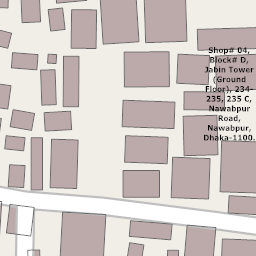 Shop# 04,
Block# D,
Jabin Tower
(Ground
Floor), 234-
235, 235 C,
Nawabpur
Road,
Nawabpur,
Dhaka-1100.